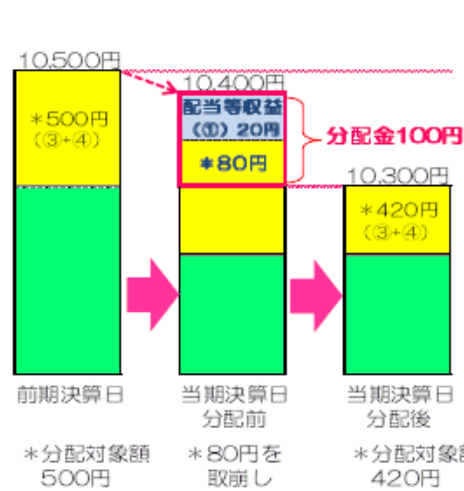 10,500円
10,400円
＊500円
（③+④）
配当等収益
（①）20円
＊80円
分配金100円
10,300円
＊420円
（③+④）
前期決算日
当期決算日
分配前
当期決算日
分配後
＊分配対象額
500円
＊80円を
取崩し
＊分配対象額
420円